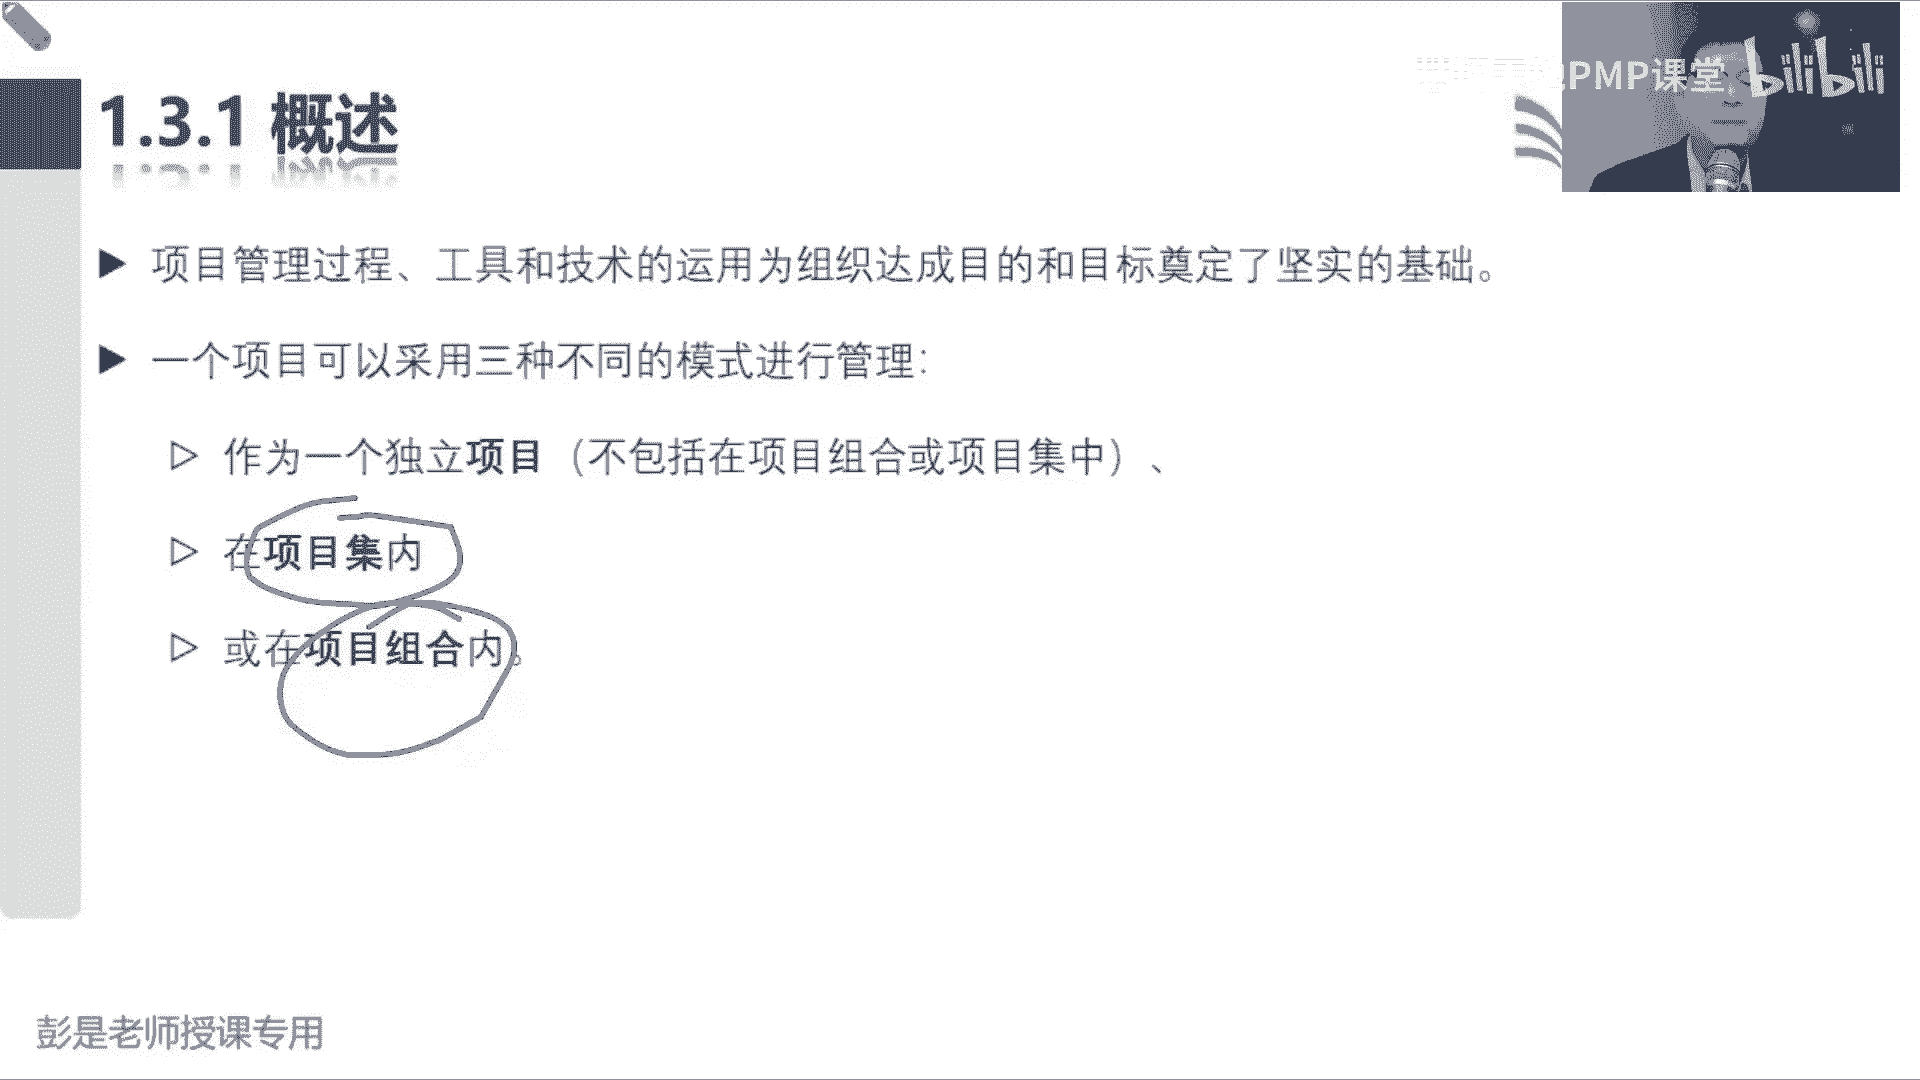 PMP课堂 bilibili
1.3.1 概述
项目管理过程、工具和技术的运用为组织达成目的和目标奠定了坚实的基础。
一个项目可以采用三种不同的模式进行管理：
作为一个独立项目（不包括在项目组合或项目集中）、
在项目集内
或在项目组合内。
彭是老师授课专用